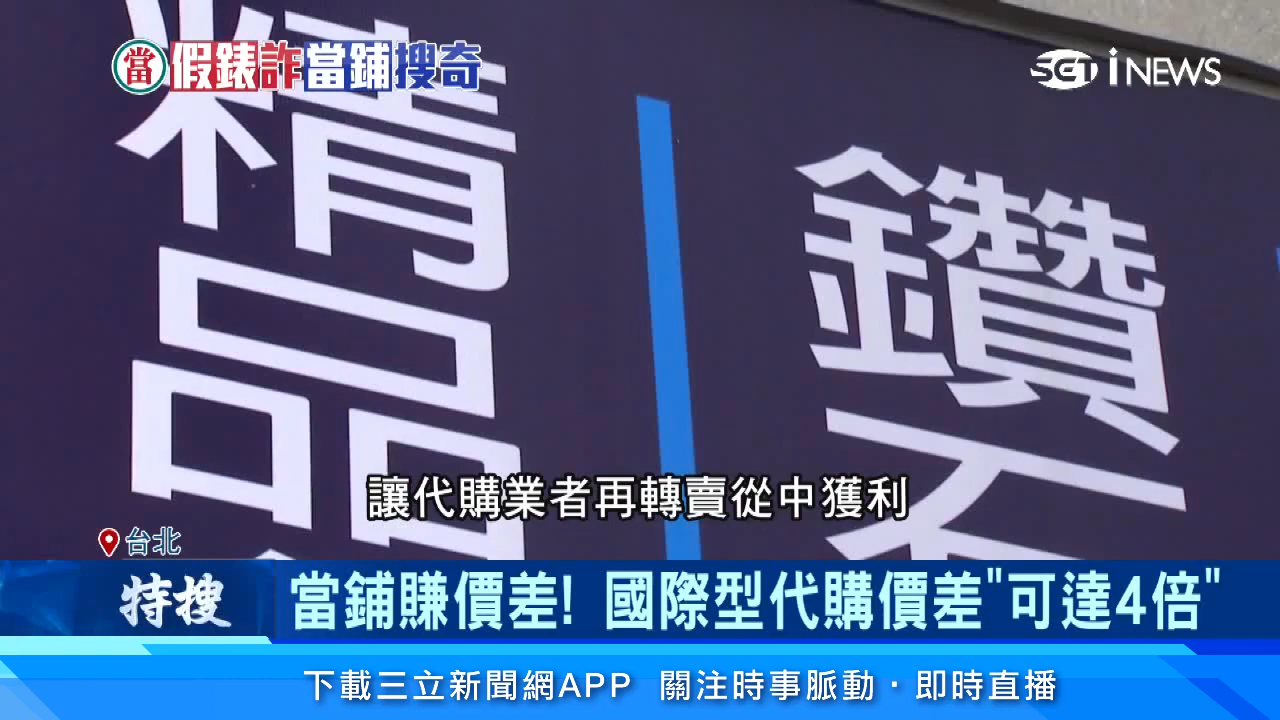 當 假錶詐當鋪搜奇
SET iNEWS
精品
鑽石
讓代購業者再轉賣從中獲利
台北
特搜 當鋪賺價差! 國際型代購價差"可達4倍"
下載三立新聞網APP 關注時事脈動・即時直播